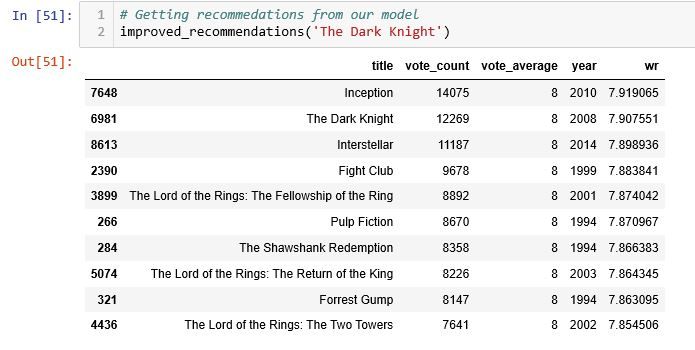 In [51]: 1 # Getting recommedations from our model
2 improved_recommendations('The Dark Knight')
Out[51]:
title vote_count vote_average year wr
7648 Inception 14075 8 2010 7.919065
6981 The Dark Knight 12269 8 2008 7.907551
8613 Interstellar 11187 8 2014 7.898936
2390 Fight Club 9678 8 1999 7.883841
3899 The Lord of the Rings: The Fellowship of the Ring 8892 8 2001 7.874042
266 Pulp Fiction 8670 8 1994 7.870967
284 The Shawshank Redemption 8358 8 1994 7.866383
5074 The Lord of the Rings: The Return of the King 8226 8 2003 7.864345
321 Forrest Gump 8147 8 1994 7.863095
4436 The Lord of the Rings: The Two Towers 7641 8 2002 7.854506